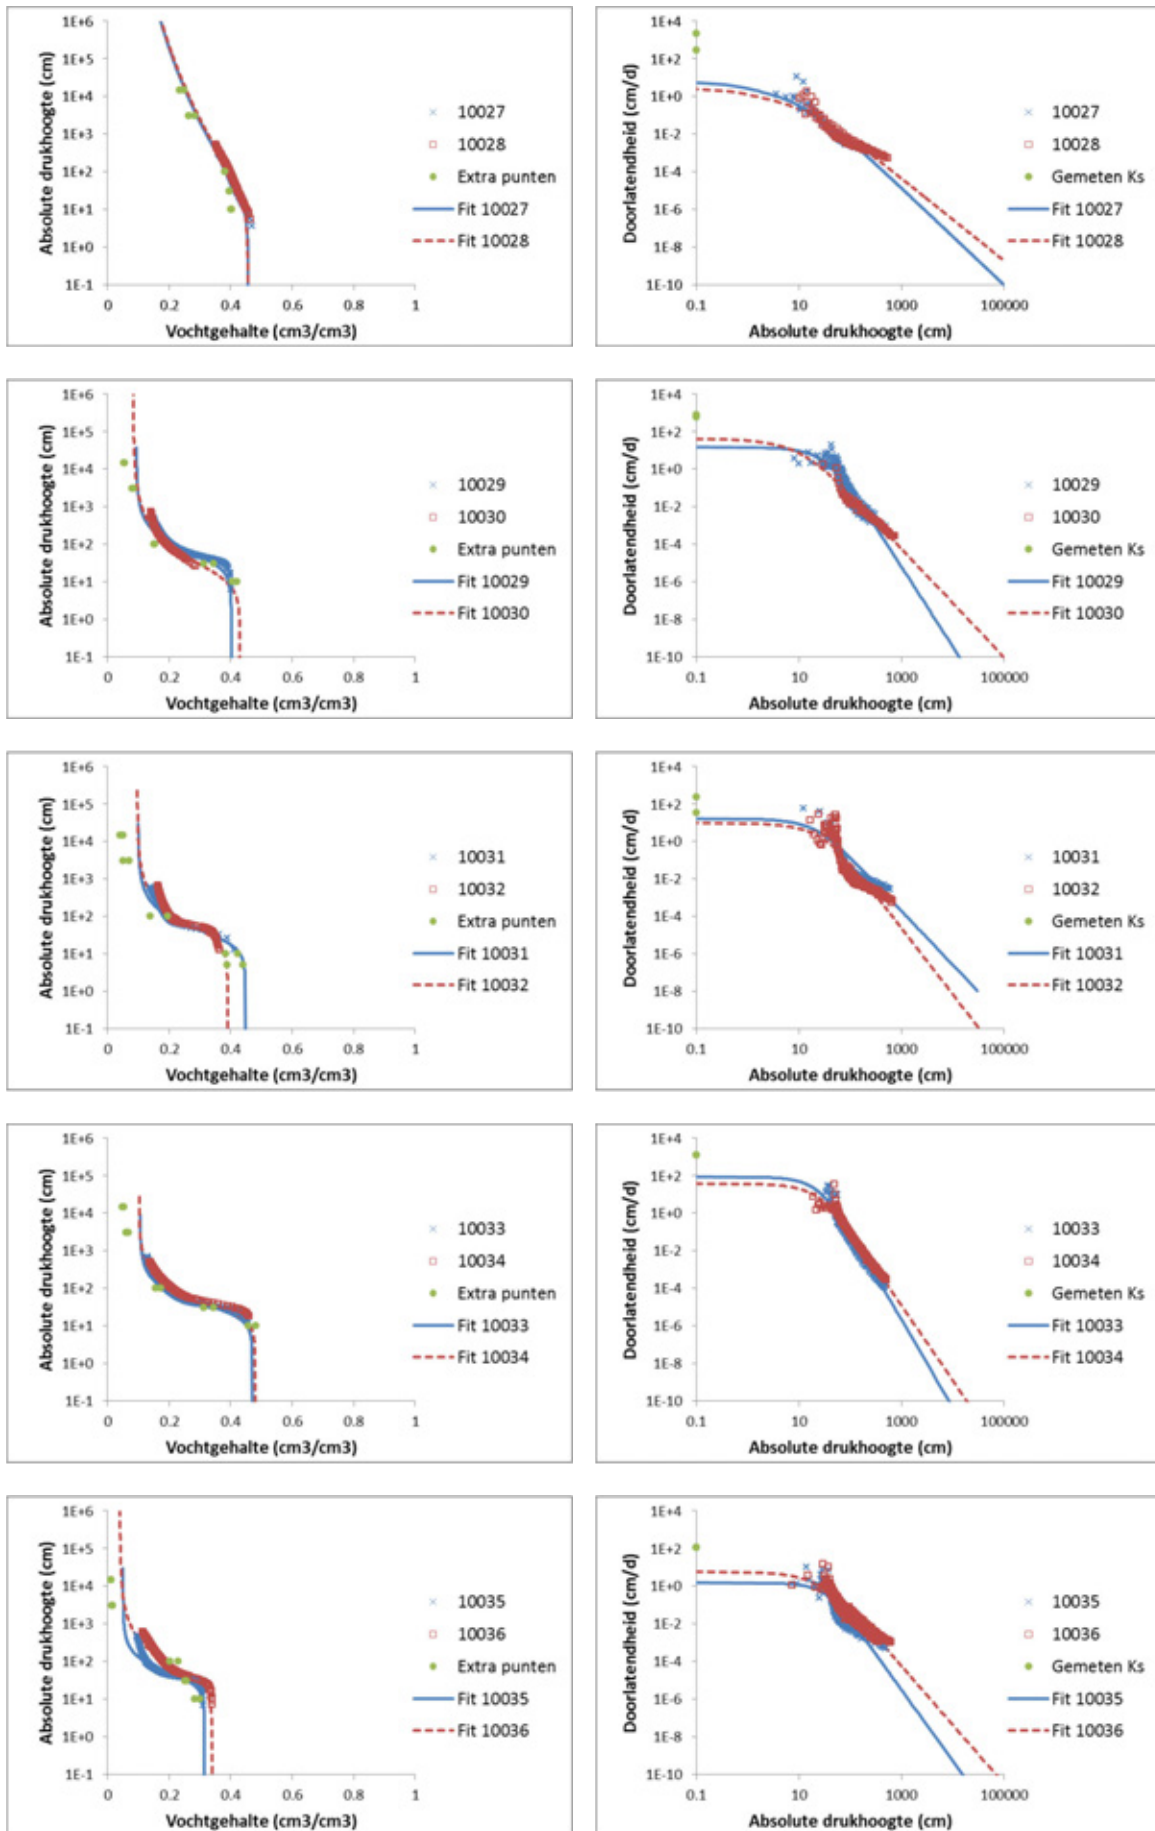 1E+6
1E+5
1E+4
1E+3
1E+2
1E+1
1E+0
1E-1
0 0.2 0.4 0.6 0.8 1
Absolute drukhoogte (cm)
Vochtgehalte (cm3/cm3)
10027
10028
Extra punten
Fit 10027
Fit 10028
1E+4
1E+2
1E+0
1E-2
1E-4
1E-6
1E-8
1E-10
0.1 10 1000 100000
Doorlatendheid (cm/d)
Absolute drukhoogte (cm)
10027
10028
Gemeten Ks
Fit 10027
Fit 10028
1E+6
1E+5
1E+4
1E+3
1E+2
1E+1
1E+0
1E-1
0 0.2 0.4 0.6 0.8 1
Absolute drukhoogte (cm)
Vochtgehalte (cm3/cm3)
10029
10030
Extra punten
Fit 10029
Fit 10030
1E+4
1E+2
1E+0
1E-2
1E-4
1E-6
1E-8
1E-10
0.1 10 1000 100000
Doorlatendheid (cm/d)
Absolute drukhoogte (cm)
10029
10030
Gemeten Ks
Fit 10029
Fit 10030
1E+6
1E+5
1E+4
1E+3
1E+2
1E+1
1E+0
1E-1
0 0.2 0.4 0.6 0.8 1
Absolute drukhoogte (cm)
Vochtgehalte (cm3/cm3)
10031
10032
Extra punten
Fit 10031
Fit 10032
1E+4
1E+2
1E+0
1E-2
1E-4
1E-6
1E-8
1E-10
0.1 10 1000 100000
Doorlatendheid (cm/d)
Absolute drukhoogte (cm)
10031
10032
Gemeten Ks
Fit 10031
Fit 10032
1E+6
1E+5
1E+4
1E+3
1E+2
1E+1
1E+0
1E-1
0 0.2 0.4 0.6 0.8 1
Absolute drukhoogte (cm)
Vochtgehalte (cm3/cm3)
10033
10034
Extra punten
Fit 10033
Fit 10034
1E+4
1E+2
1E+0
1E-2
1E-4
1E-6
1E-8
1E-10
0.1 10 1000 100000
Doorlatendheid (cm/d)
Absolute drukhoogte (cm)
10033
10034
Gemeten Ks
Fit 10033
Fit 10034
1E+6
1E+5
1E+4
1E+3
1E+2
1E+1
1E+0
1E-1
0 0.2 0.4 0.6 0.8 1
Absolute drukhoogte (cm)
Vochtgehalte (cm3/cm3)
10035
10036
Extra punten
Fit 10035
Fit 10036
1E+4
1E+2
1E+0
1E-2
1E-4
1E-6
1E-8
1E-10
0.1 10 1000 100000
Doorlatendheid (cm/d)
Absolute drukhoogte (cm)
10035
10036
Gemeten Ks
Fit 10035
Fit 10036